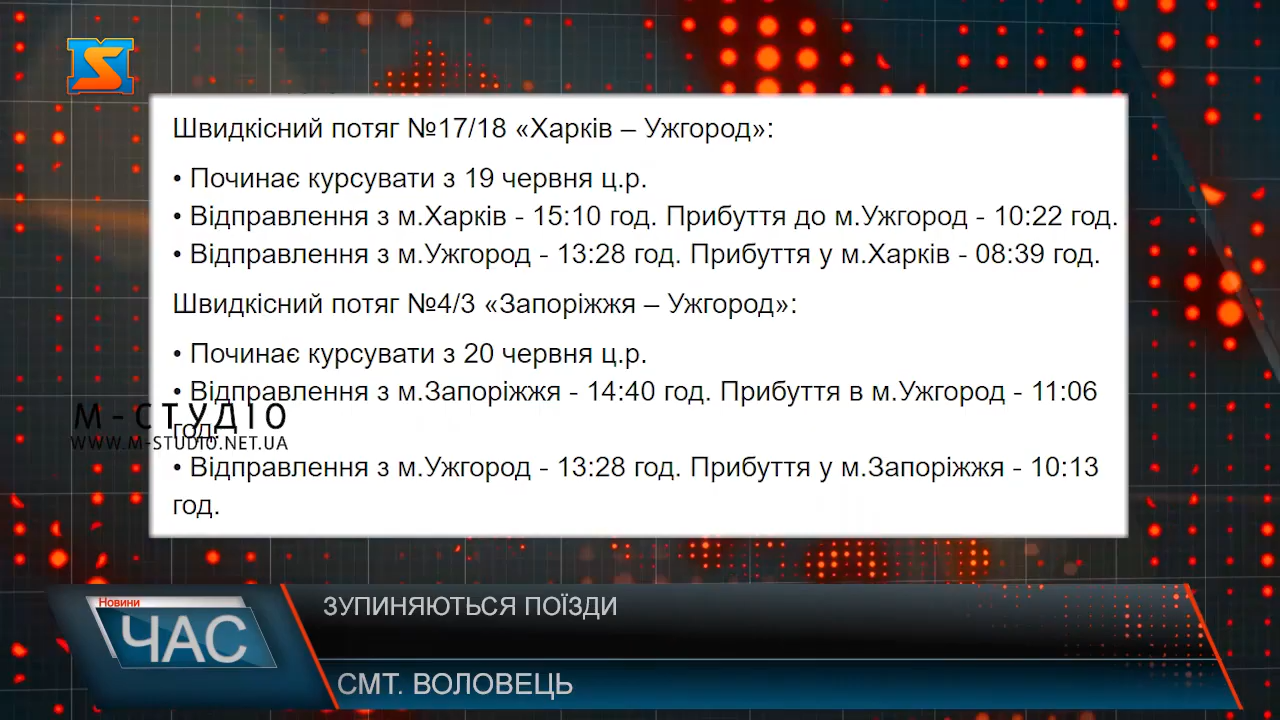 Швидкісний потяг №17/18 «Харків – Ужгород»:
• Починає курсувати з 19 червня ц.р.
• Відправлення з м.Харків - 15:10 год. Прибуття до м.Ужгород - 10:22 год.
• Відправлення з м.Ужгород - 13:28 год. Прибуття у м.Харків - 08:39 год.
Швидкісний потяг №4/3 «Запоріжжя – Ужгород»:
• Починає курсувати з 20 червня ц.р.
• Відправлення з м.Запоріжжя - 14:40 год. Прибуття в м.Ужгород - 11:06
год.
М-СТУДІО
WWW.M-STUDIO.NET.UA
• Відправлення з м.Ужгород - 13:28 год. Прибуття у м.Запоріжжя - 10:13
год.
Новини
ЧАС
ЗУПИНЯЮТЬСЯ ПОЇЗДИ
СМТ. ВОЛОВЕЦЬ